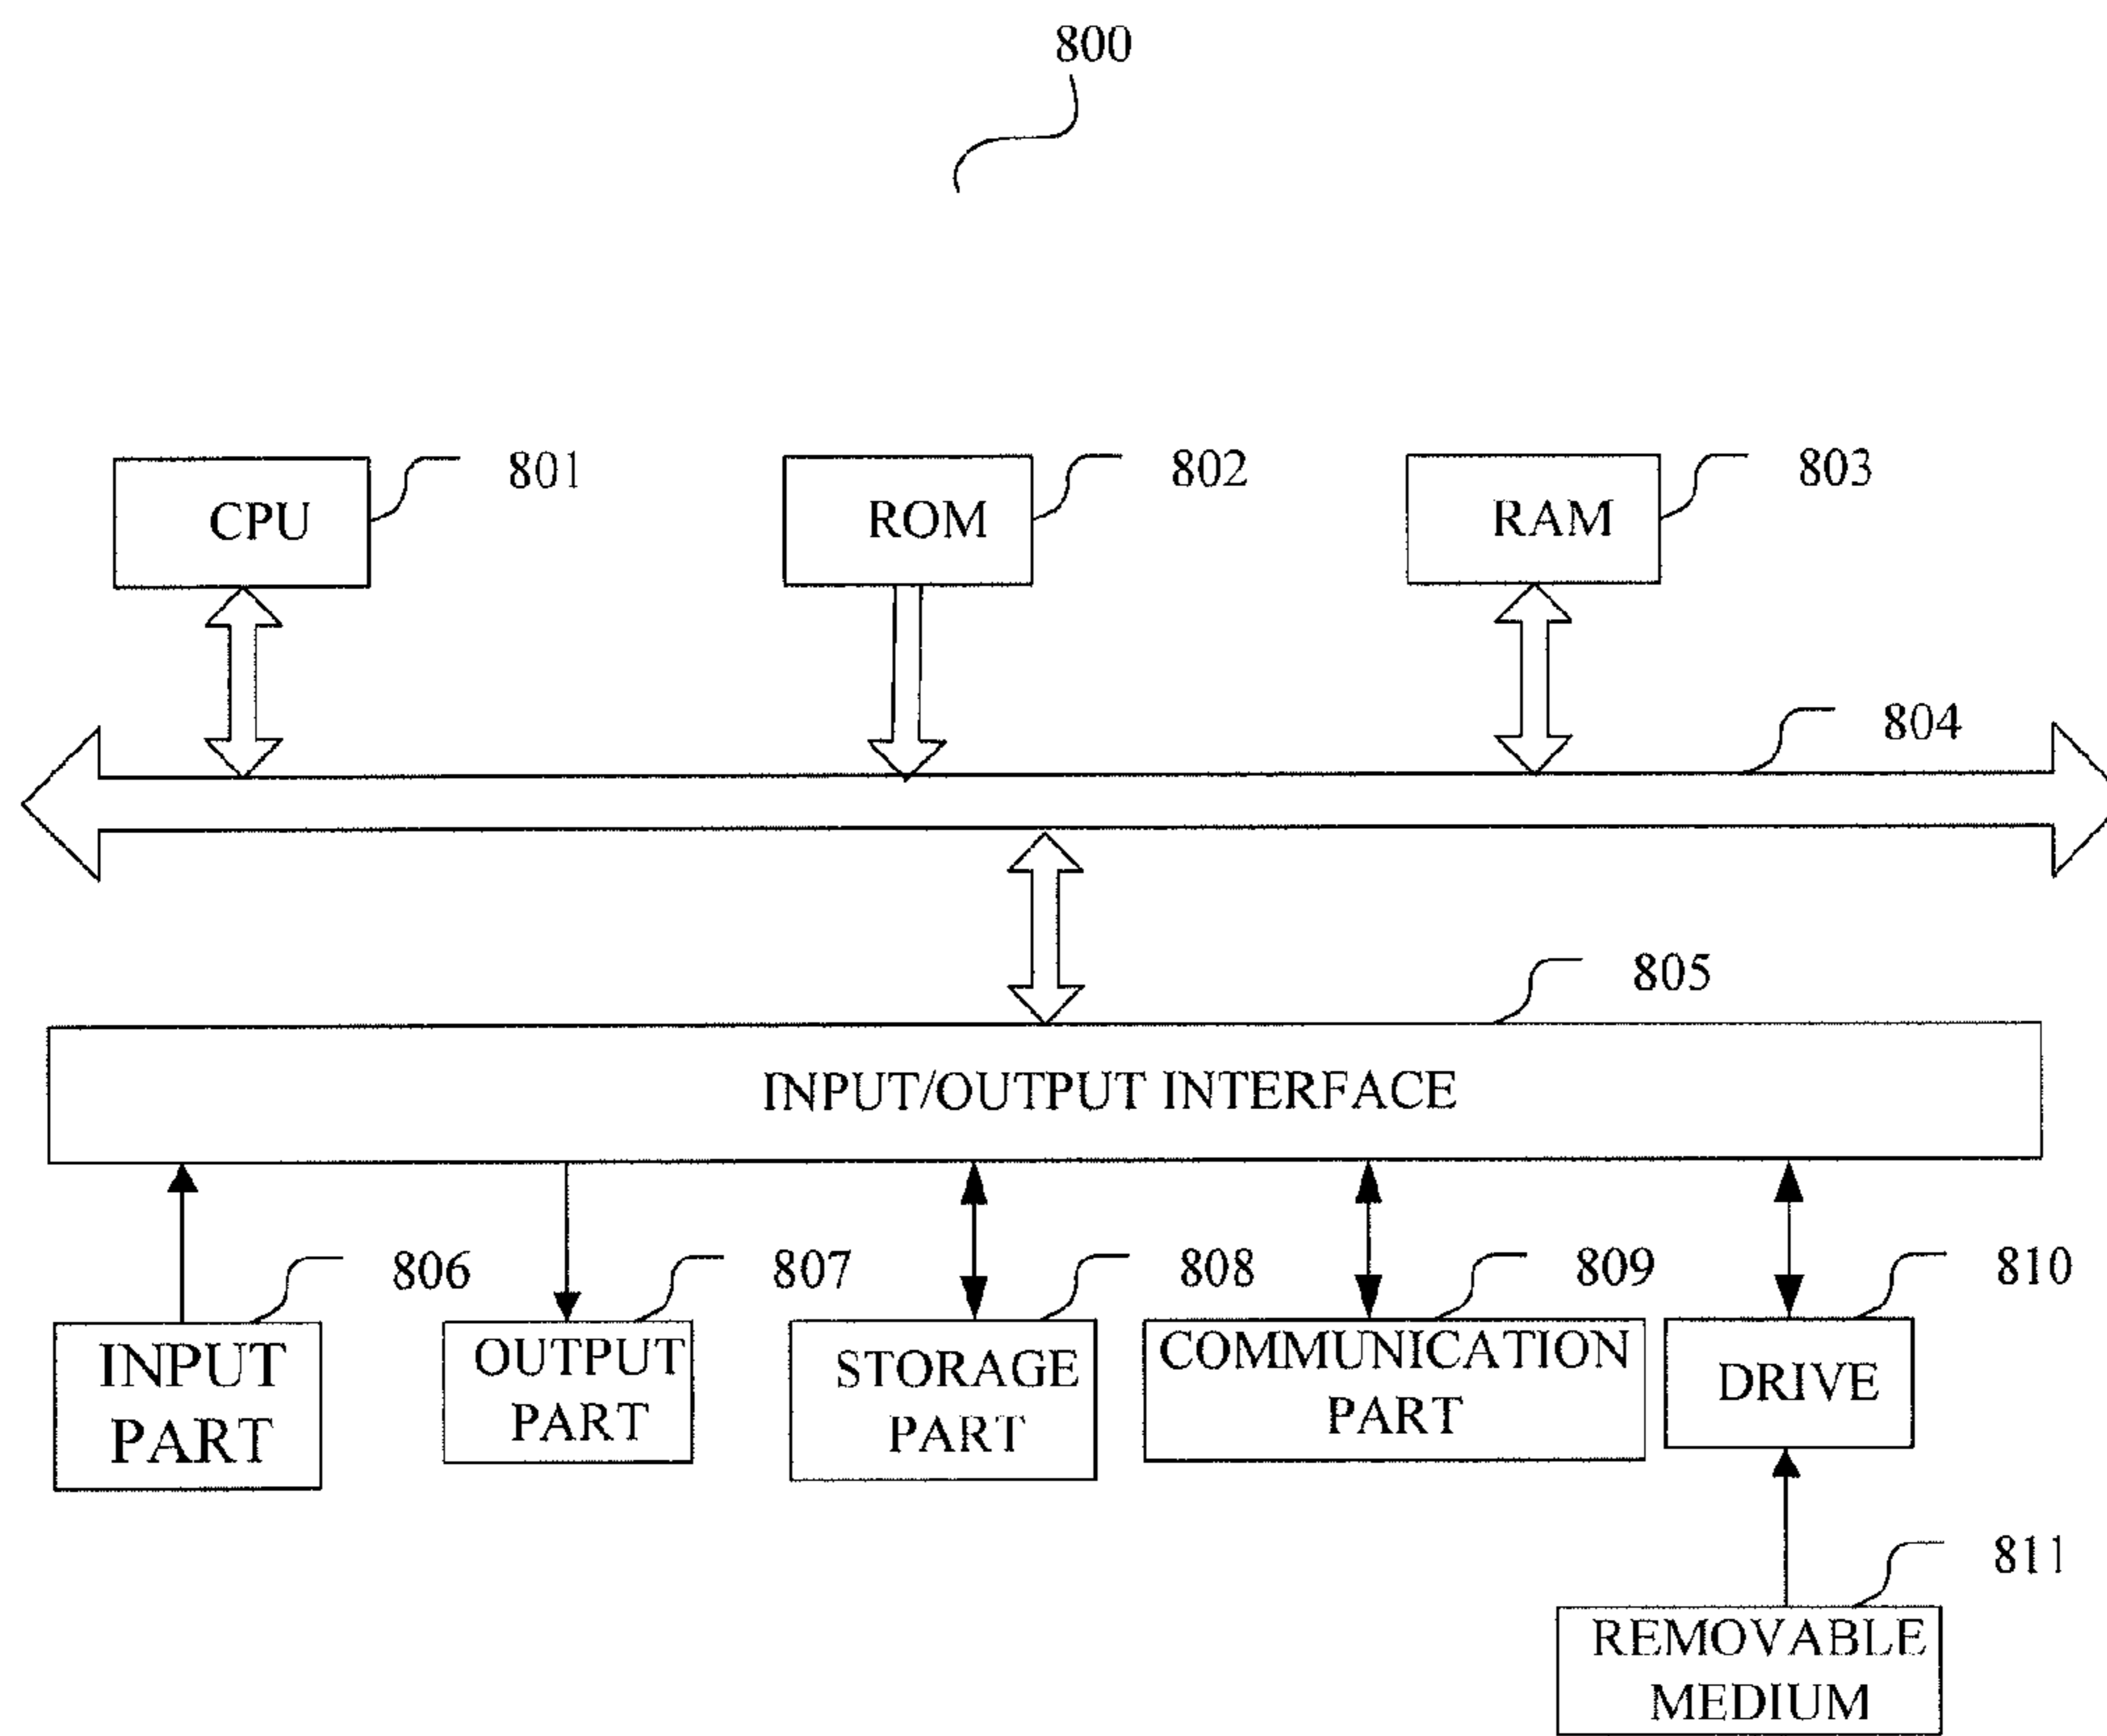 800
CPU
801
ROM
802
RAM
803
804
805
INPUT/OUTPUT INTERFACE
806
807
808
809
810
INPUT
PART
OUTPUT
PART
STORAGE
PART
COMMUNICATION
PART
DRIVE
811
REMOVABLE
MEDIUM